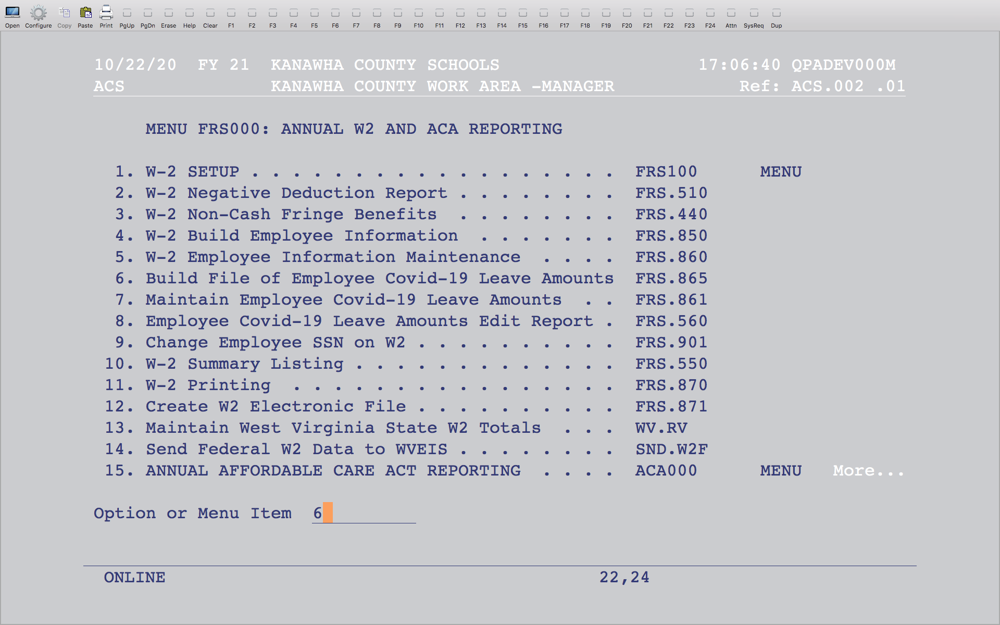 Open Configure Copy Paste Print PgUp PgDn Erase Help Clear F1 F2 F3 F4 F5 F6 F7 F8 F9 F10 F11 F12 F13 F14 F15 F16 F17 F18 F19 F20 F21 F22 F23 F24 Attn SysReq Dup
10/22/20 FY 21 KANAWHA COUNTY SCHOOLS 17:06:40 QPADEV000M
ACS KANAWHA COUNTY WORK AREA -MANAGER Ref: ACS.002 .01
MENU FRS000: ANNUAL W2 AND ACA REPORTING
1. W-2 SETUP . . . . . . . . . . . . . . . . . . FRS100 MENU
2. W-2 Negative Deduction Report . . . . . . . . FRS.510
3. W-2 Non-Cash Fringe Benefits . . . . . . . . FRS.440
4. W-2 Build Employee Information . . . . . . . FRS.850
5. W-2 Employee Information Maintenance . . . . FRS.860
6. Build File of Employee Covid-19 Leave Amounts FRS.865
7. Maintain Employee Covid-19 Leave Amounts . . FRS.861
8. Employee Covid-19 Leave Amounts Edit Report . FRS.560
9. Change Employee SSN on W2 . . . . . . . . . . FRS.901
10. W-2 Summary Listing . . . . . . . . . . . . . FRS.550
11. W-2 Printing . . . . . . . . . . . . . . . . FRS.870
12. Create W2 Electronic File . . . . . . . . . . FRS.871
13. Maintain West Virginia State W2 Totals . . . WV.RV
14. Send Federal W2 Data to WVEIS . . . . . . . . SND.W2F
15. ANNUAL AFFORDABLE CARE ACT REPORTING . . . . ACA000 MENU More...
Option or Menu Item 6
ONLINE 22,24